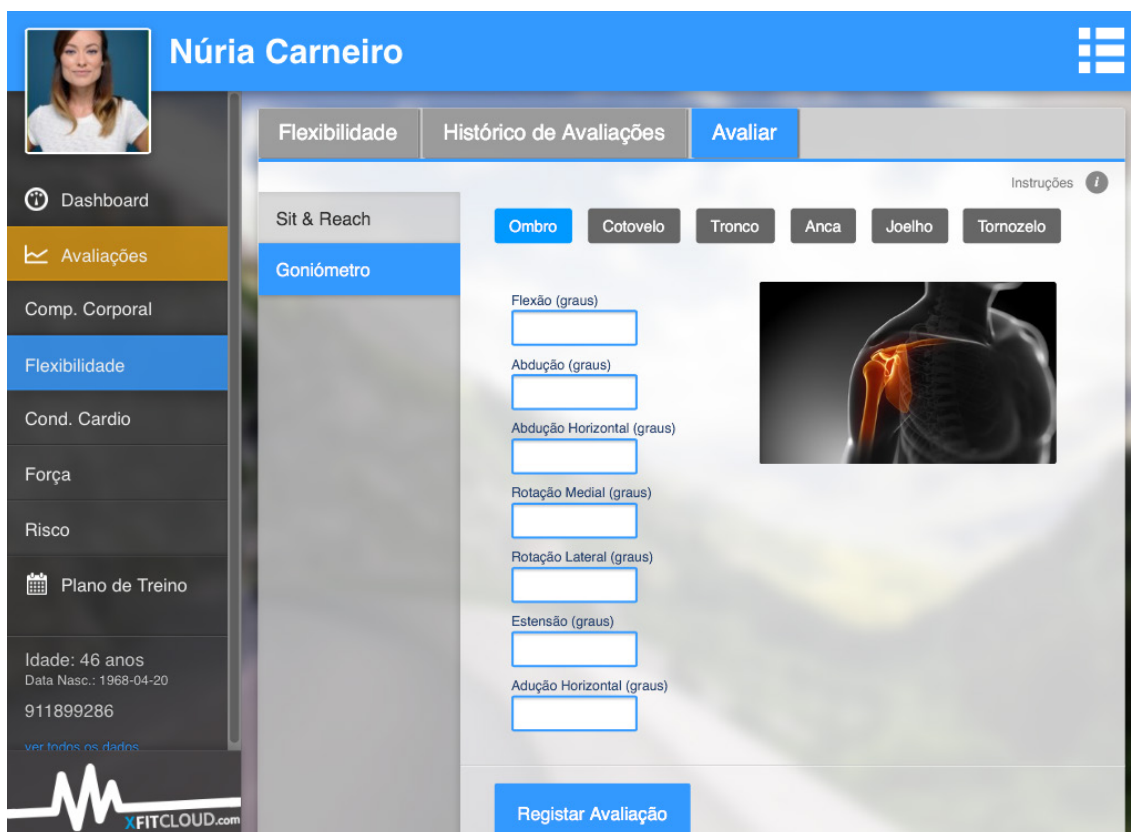 Núria Carneiro
Dashboard
Avaliações
Comp. Corporal
Flexibilidade
Cond. Cardio
Força
Risco
Plano de Treino
Idade: 46 anos
Data Nasc.: 1968-04-20
911899286
ver todos os dados
XFITCLOUD.com
Flexibilidade
Histórico de Avaliações
Avaliar
Instruções i
Sit & Reach
Goniómetro
Ombro
Cotovelo
Tronco
Anca
Joelho
Tornozelo
Flexão (graus)
Abdução (graus)
Abdução Horizontal (graus)
Rotação Medial (graus)
Rotação Lateral (graus)
Estensão (graus)
Adução Horizontal (graus)
Registar Avaliação